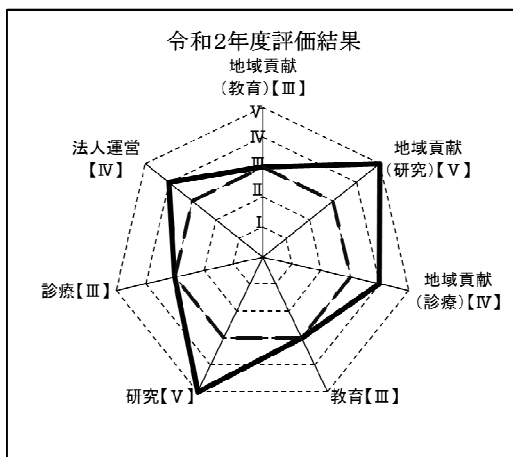 令和2年度評価結果
地域貢献
(教育)【Ⅲ】
Ⅴ
Ⅳ
Ⅲ
Ⅱ
Ⅰ
地域貢献
(研究)【Ⅴ】
地域貢献
(診療)【Ⅳ】
教育【Ⅲ】
研究【Ⅴ】
診療【Ⅲ】
法人運営
【Ⅳ】